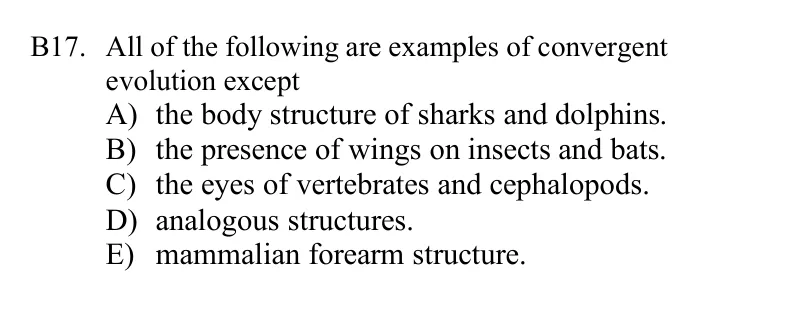 B17. All of the following are examples of convergent
evolution except
A) the body structure of sharks and dolphins.
B) the presence of wings on insects and bats.
C) the eyes of vertebrates and cephalopods.
D) analogous structures.
E) mammalian forearm structure.